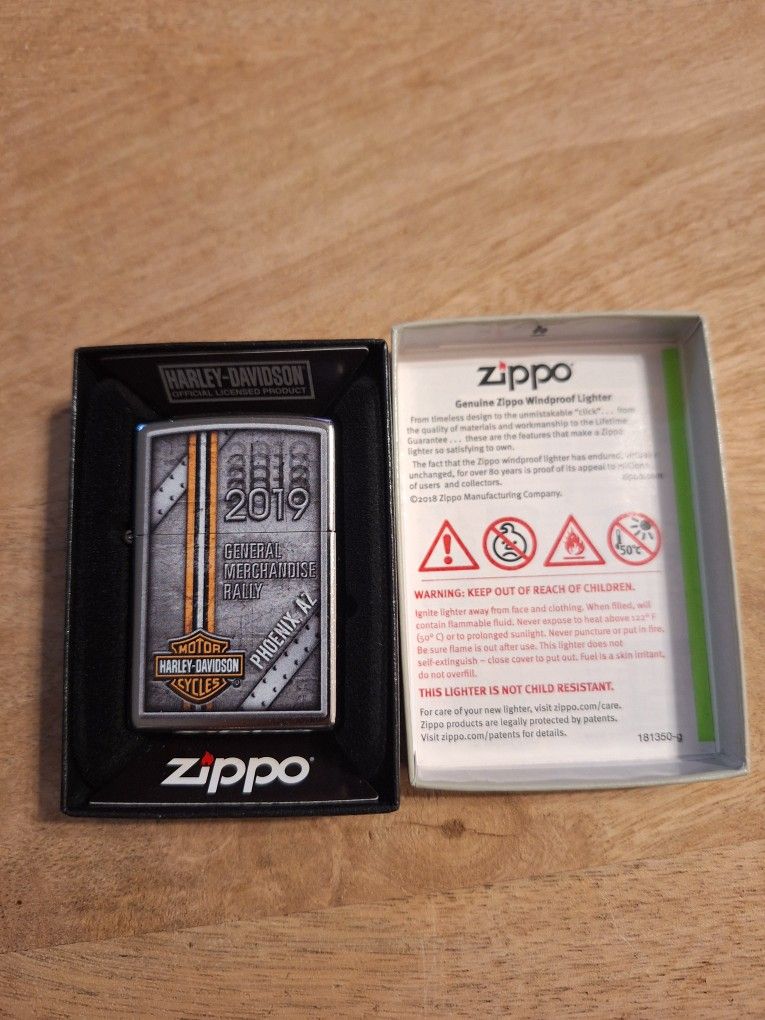 HARLEY-DAVIDSON
OFFICIAL LICENSED PRODUCT
2019
GENERAL
MERCHANDISE
RALLY
PHOENIX, AZ
MOTOR
HARLEY-DAVIDSON
CYCLES
®
zippo
zippo
Genuine Zippo Windproof Lighter
From timeless design to the unmistakable "click"... from
the quality of materials and workmanship to the Lifetime
Guarantee... these are the features that make a Zippo
lighter so satisfying to own.
The fact that the Zippo windproof lighter has endured, virtually
unchanged, for over 80 years is proof of its appeal to millions
of users and collectors.
©2018 Zippo Manufacturing Company.
50°C
WARNING: KEEP OUT OF REACH OF CHILDREN.
Ignite lighter away from face and clothing. When filled, will
contain flammable fluid. Never expose to heat above 122° F
(50° C) or to prolonged sunlight. Never puncture or put in fire.
Be sure flame is out after use. This lighter does not
self-extinguish – close cover to put out. Fuel is a skin irritant,
do not overfill.
THIS LIGHTER IS NOT CHILD RESISTANT.
For care of your new lighter, visit zippo.com/care.
Zippo products are legally protected by patents.
Visit zippo.com/patents for details.
181350-g